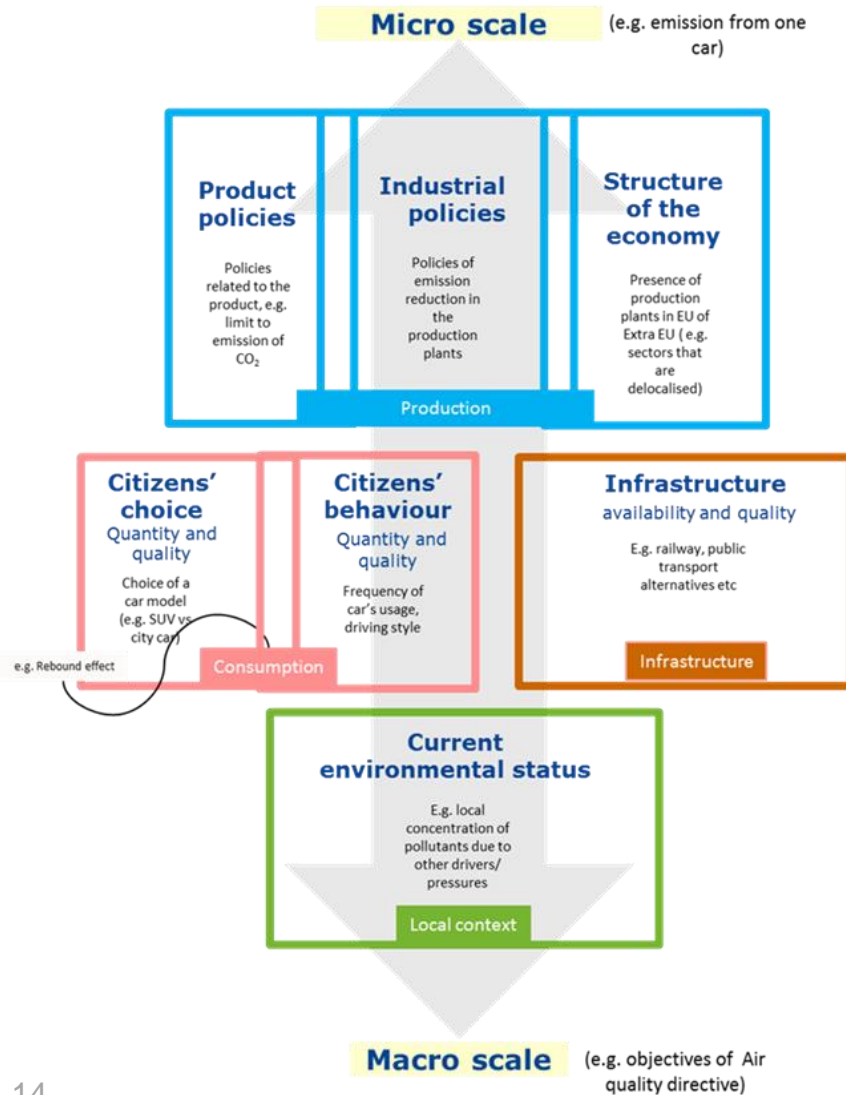 Micro scale
(e.g. emission from one
car)
Product
policies
Policies
related to the
product, e.g.
limit to
emission of
CO₂
Industrial
policies
Policies of
emission
reduction in
the
production
plants
Structure
of the
economy
Presence of
production
plants in EU of
Extra EU ( e.g.
sectors that
are
delocalised)
Production
Citizens'
choice
Quantity and
quality
Choice of a
car model
(e.g. SUV vs
city car)
Citizens'
behaviour
Quantity and
quality
Frequency of
car's usage,
driving style
e.g. Rebound effect
Consumption
Infrastructure
availability and quality
E.g. railway, public
transport
alternatives etc
Infrastructure
Current
environmental status
E.g. local
concentration of
pollutants due to
other drivers/
pressures
Local context
Macro scale
(e.g. objectives of Air
quality directive)
14